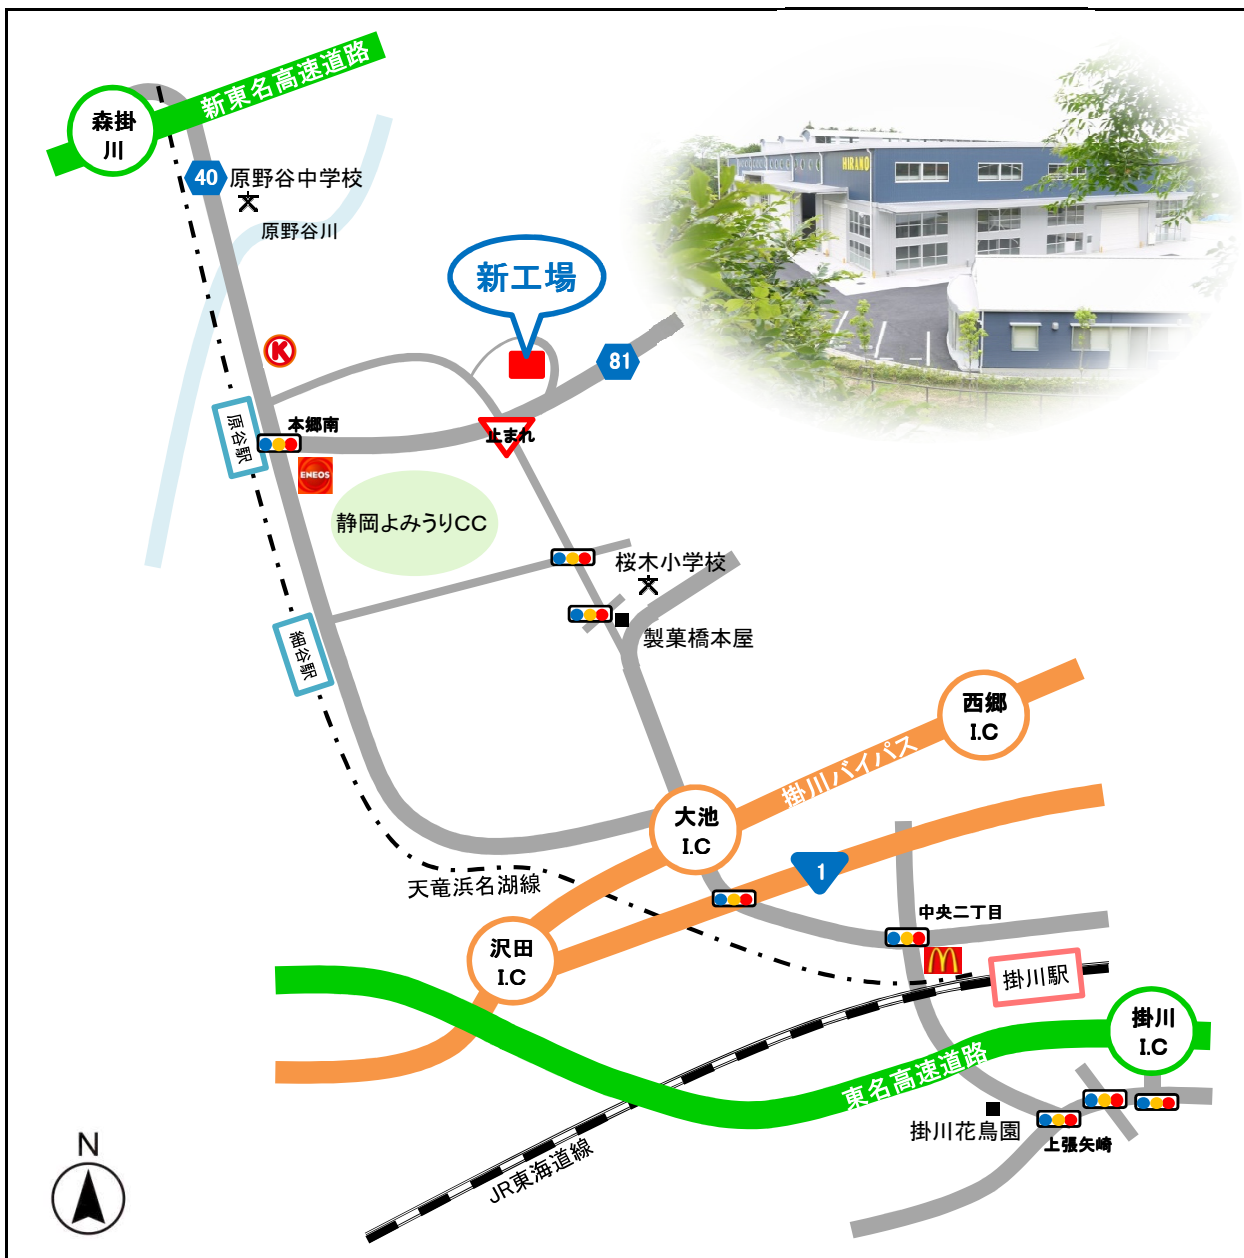 新東名高速道路
森掛
川
40
原野谷中学校
原野谷川
HIRANO
新工場
K
81
原谷駅
本郷南
止まれ
ENEOS
静岡よみうりCC
桜木小学校
製菓橋本屋
細谷駅
西郷
I.C
掛川バイパス
大池
I.C
1
天竜浜名湖線
中央二丁目
沢田
I.C
掛川駅
掛川
I.C
東名高速道路
掛川花鳥園
上張矢崎
JR東海道線
N